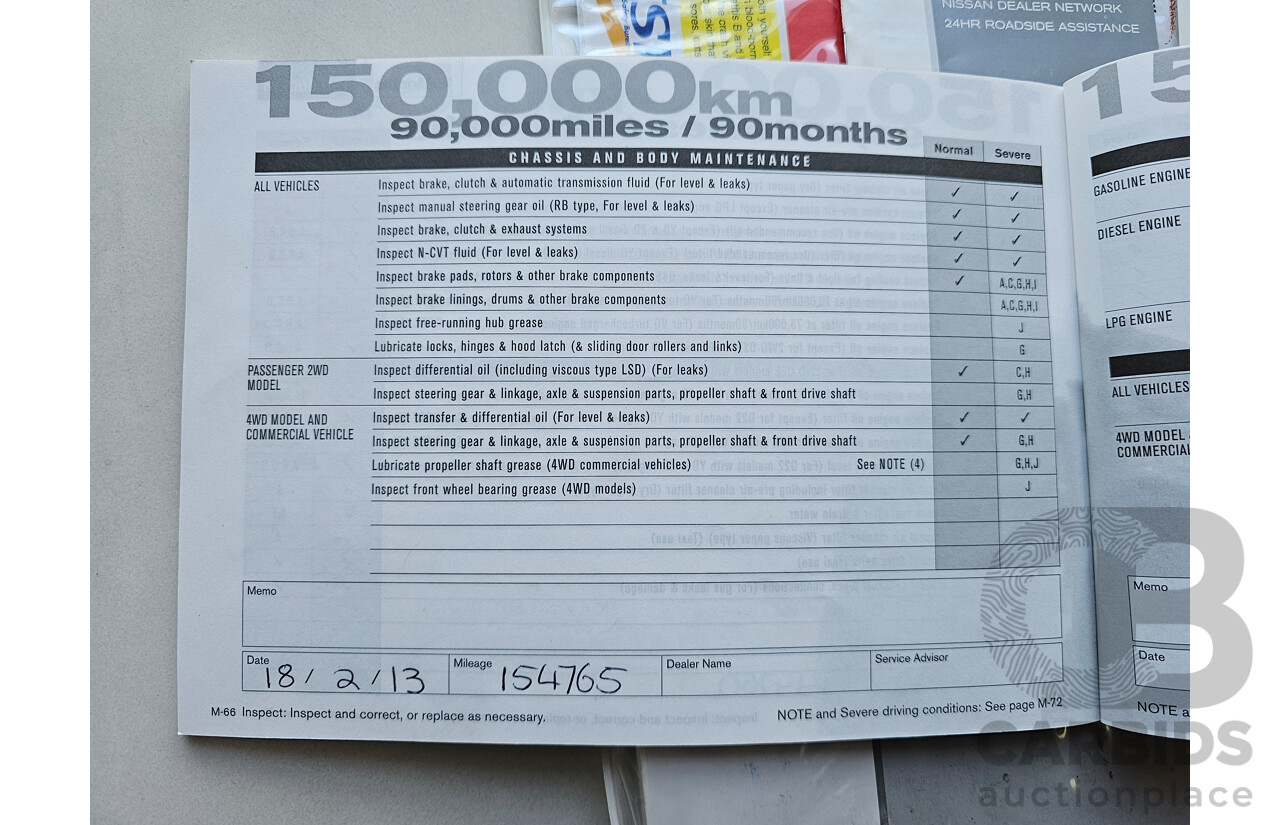 NISSAN DEALER NETWORK
24HR ROADSIDE ASSISTANCE
150,000km
90,000miles / 90months
Normal Severe
CHASSIS AND BODY MAINTENANCE
ALL VEHICLES Inspect brake, clutch & automatic transmission fluid (For level & leaks) ✓ ✓
Inspect manual steering gear oil (RB type, For level & leaks) ✓ ✓
Inspect brake, clutch & exhaust systems ✓ ✓
Inspect N-CVT fluid (For level & leaks) ✓ ✓
Inspect brake pads, rotors & other brake components ✓ A,C,G,H,I
Inspect brake linings, drums & other brake components A,C,G,H,I
Inspect free-running hub grease J
Lubricate locks, hinges & hood latch (& sliding door rollers and links) G
PASSENGER 2WD MODEL Inspect differential oil (including viscous type LSD) (For leaks) ✓ C,H
Inspect steering gear & linkage, axle & suspension parts, propeller shaft & front drive shaft G,H
4WD MODEL AND COMMERCIAL VEHICLE Inspect transfer & differential oil (For level & leaks) ✓ ✓
Inspect steering gear & linkage, axle & suspension parts, propeller shaft & front drive shaft ✓ G,H
Lubricate propeller shaft grease (4WD commercial vehicles) See NOTE (4) G,H,J
Inspect front wheel bearing grease (4WD models) J
Memo
Date 18/2/13 Mileage 154765 Dealer Name Service Advisor
M-66 Inspect: Inspect and correct, or replace as necessary. NOTE and Severe driving conditions: See page M-72
15
GASOLINE ENGINE
DIESEL ENGINE
LPG ENGINE
ALL VEHICLES
4WD MODEL
COMMERCIAL
Memo
Date
NOTE a
CARBIDS
auctionplace